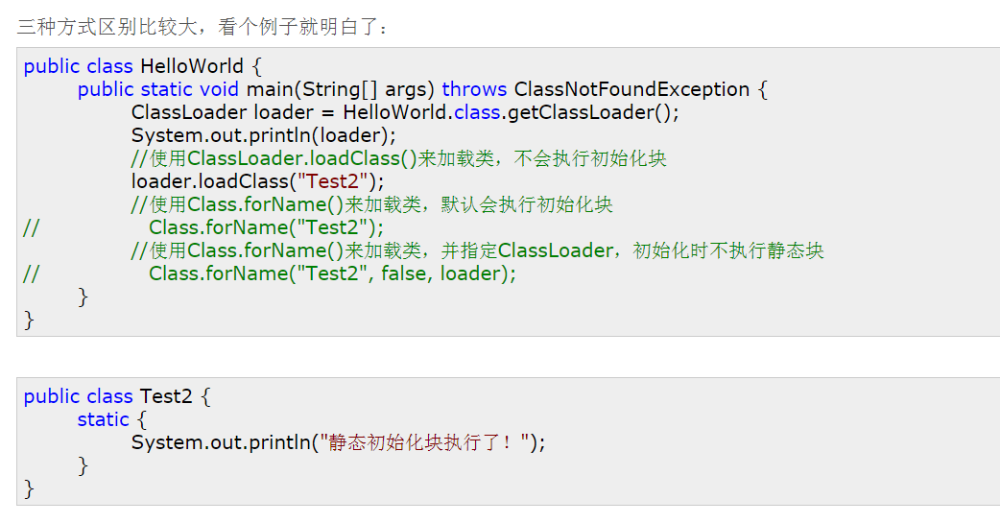 三种方式区别比较大，看个例子就明白了：
public class HelloWorld {
public static void main(String[] args) throws ClassNotFoundException {
ClassLoader loader = HelloWorld.class.getClassLoader();
System.out.println(loader);
//使用ClassLoader.loadClass()来加载类，不会执行初始化块
loader.loadClass("Test2");
//使用Class.forName()来加载类，默认会执行初始化块
// Class.forName("Test2");
//使用Class.forName()来加载类，并指定ClassLoader，初始化时不执行静态块
// Class.forName("Test2", false, loader);
}
}
public class Test2 {
static {
System.out.println("静态初始化块执行了！");
}
}